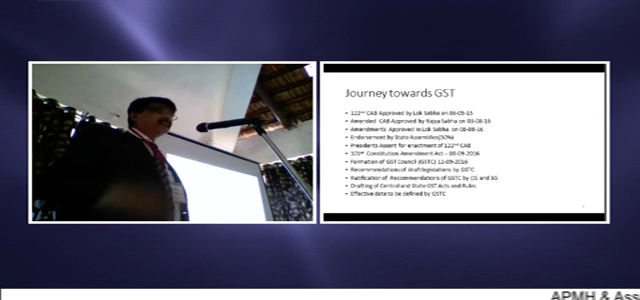 Journey towards GST
• 122nd CAB Approved by Lok Sabha on 06-05-15
• Amended CAB Approved by Rajya Sabha on 03-08-16
• Amendments Approved in Lok Sabha on 08-08-16
• Endorsement by State Assemblies(50%)
• Presidents Assent for enactment of 122nd CAB
• 101st Constitution Amendment Act – 08-09-2016
• Formation of GST Council (GSTC) 12-09-2016
• Recommendations of draft legislations by GSTC
• Ratification of Recommendations of GSTC by CG and SG
• Drafting of Central and State GST Acts and Rules
• Effective date to be defined by GSTC
APMH & Ass